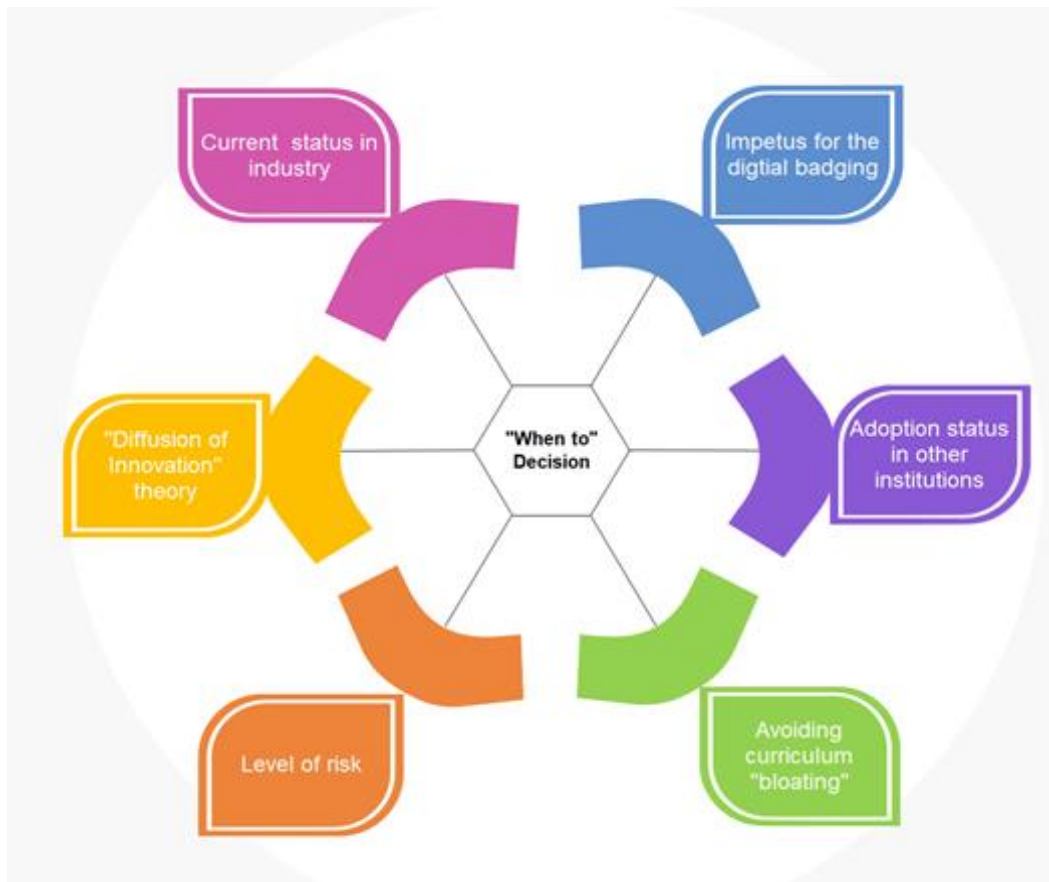 Current status in
industry
Impetus for the
digtial badging
"Diffusion of
Innovation"
theory
"When to"
Decision
Adoption status
in other
institutions
Level of risk
Avoiding
curriculum
"bloating"